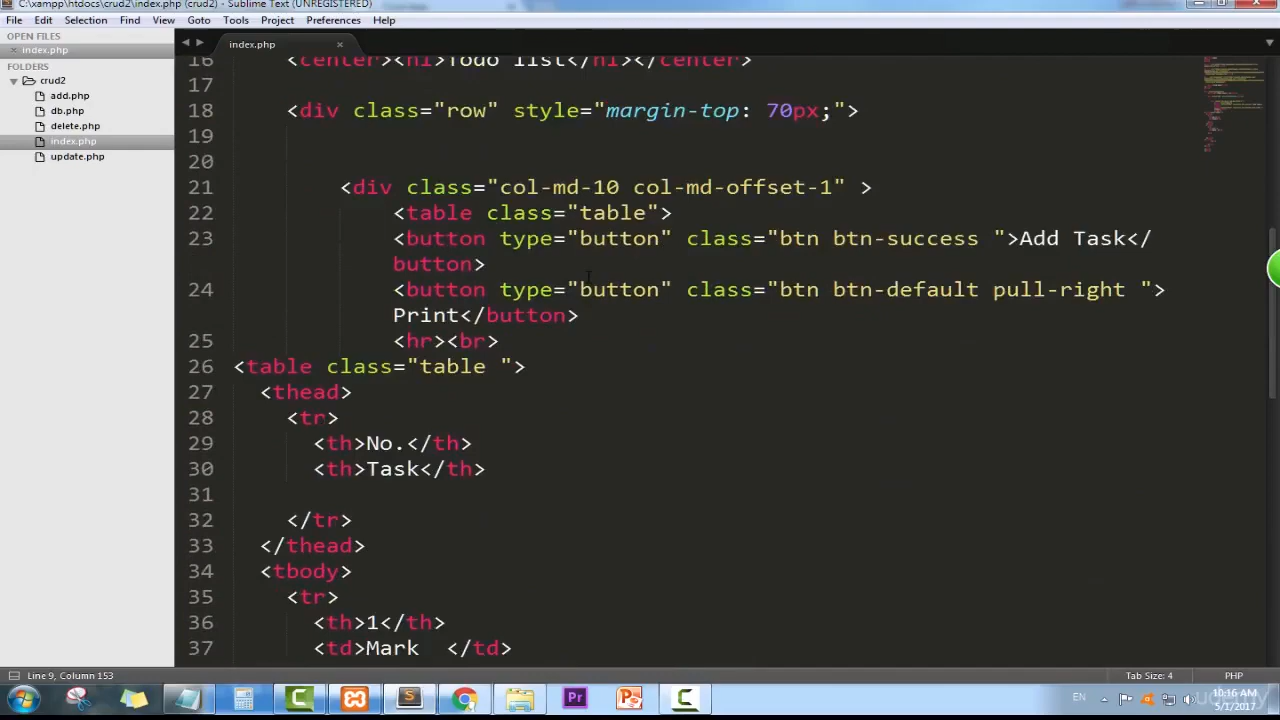 C:\xampp\htdocs\crud2\index.php (crud2) - Sublime Text (UNREGISTERED)
File Edit Selection Find View Goto Tools Project Preferences Help
OPEN FILES
index.php
FOLDERS
crud2
add.php
db.php
delete.php
index.php
update.php
index.php
16 <center><h1>Todo list</h1></center>
17
18 <div class="row" style="margin-top: 70px;">
19
20
21 <div class="col-md-10 col-md-offset-1" >
22 <table class="table">
23 <button type="button" class="btn btn-success ">Add Task</
button>
24 <button type="button" class="btn btn-default pull-right ">
Print</button>
25 <hr><br>
26 <table class="table ">
27 <thead>
28 <tr>
29 <th>No.</th>
30 <th>Task</th>
31
32 </tr>
33 </thead>
34 <tbody>
35 <tr>
36 <th>1</th>
37 <td>Mark  </td>
Line 9, Column 153
Tab Size: 4
PHP
Pr
EN
10:16 AM
5/1/2017